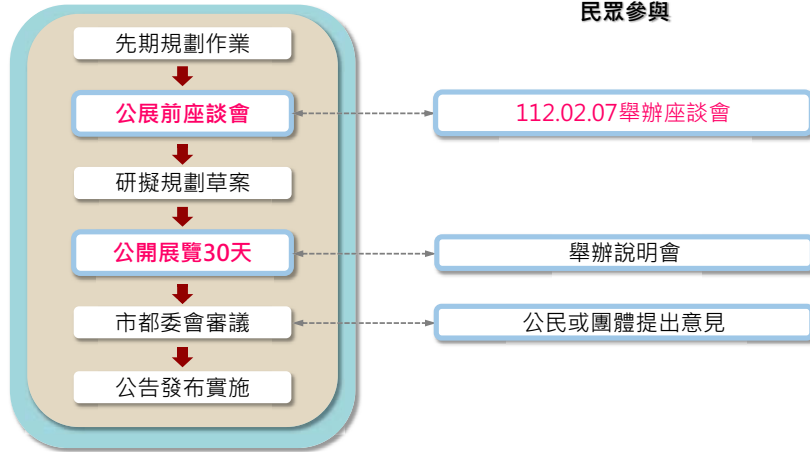 民眾參與
先期規劃作業
公展前座談會
112.02.07舉辦座談會
研擬規劃草案
公開展覽30天
舉辦說明會
市都委會審議
公民或團體提出意見
公告發布實施